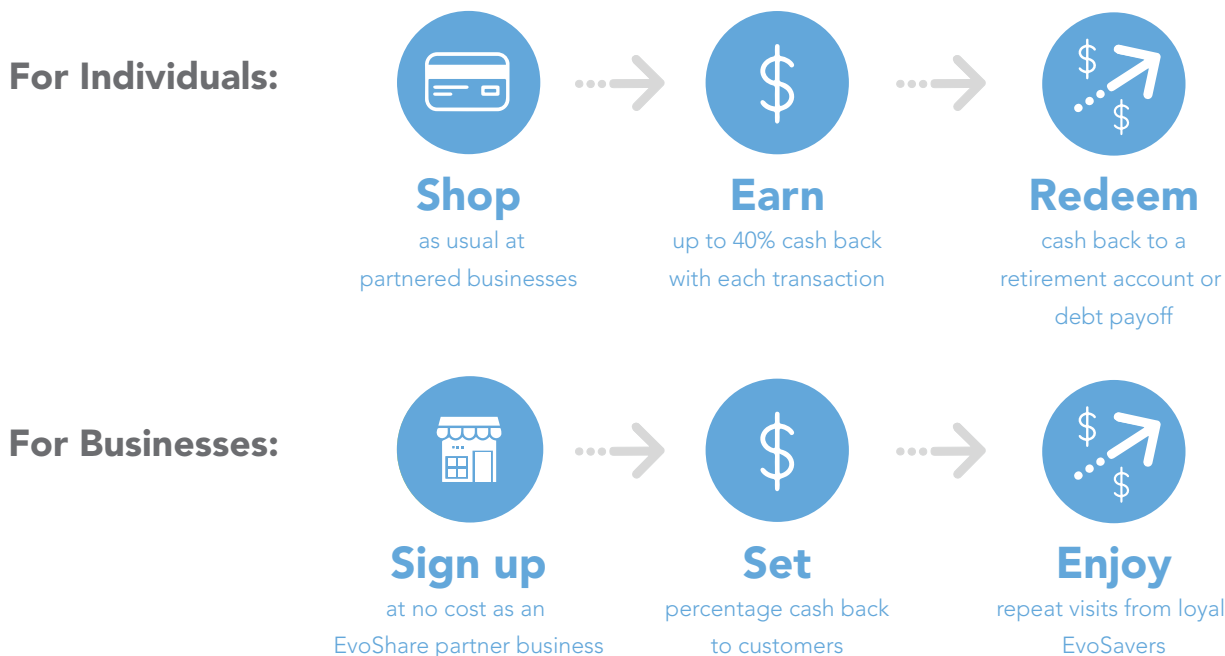 For Individuals:
Shop
as usual at
partnered businesses
Earn
up to 40% cash back
with each transaction
Redeem
cash back to a
retirement account or
debt payoff
For Businesses:
Sign up
at no cost as an
EvoShare partner business
Set
percentage cash back
to customers
Enjoy
repeat visits from loyal
EvoSavers